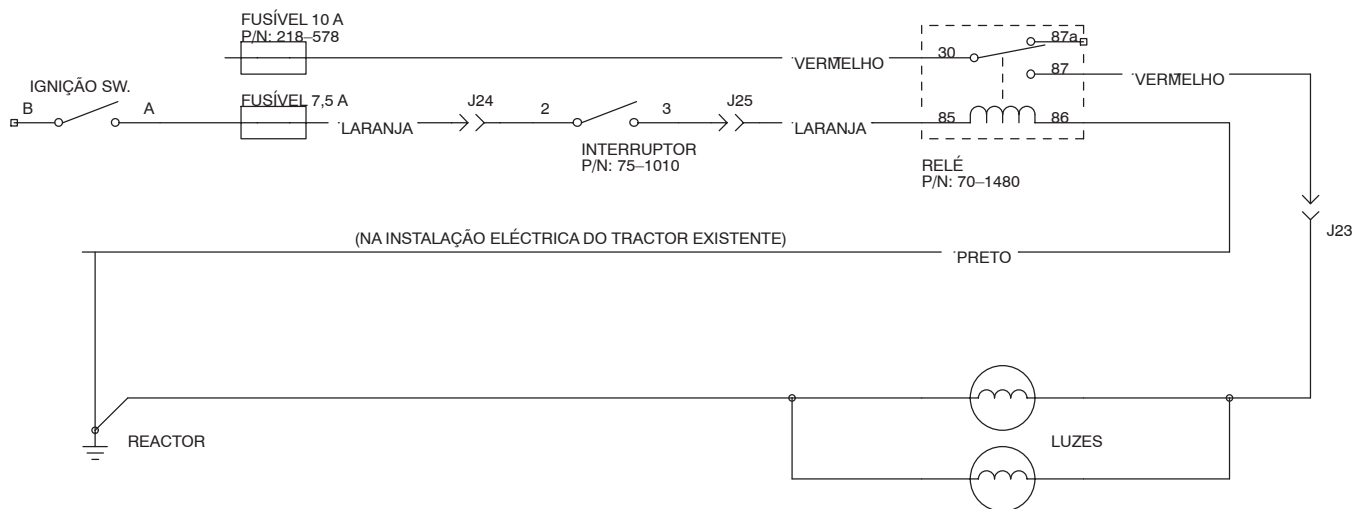 FUSÍVEL 10 A
P/N: 218–578
87a
30
VERMELHO
87
VERMELHO
IGNIÇÃO SW.
B
A
FUSÍVEL 7,5 A
LARANJA
J24
2
3
J25
LARANJA
85
86
INTERRUPTOR
P/N: 75–1010
RELÉ
P/N: 70–1480
J23
(NA INSTALAÇÃO ELÉCTRICA DO TRACTOR EXISTENTE)
PRETO
REACTOR
LUZES